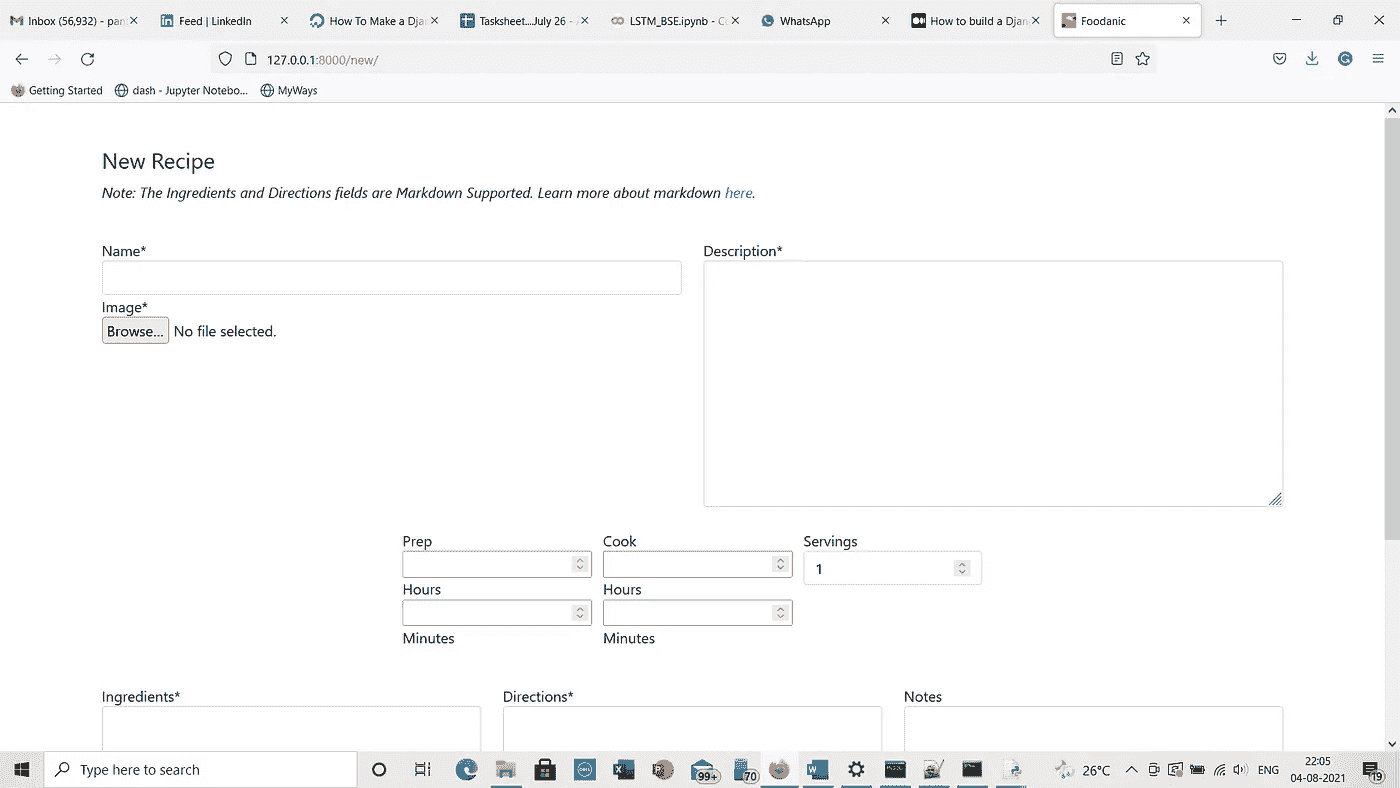 Inbox (56,932) - pan
Feed | LinkedIn
How To Make a Djan
Tasksheet....July 26 - A
LSTM_BSE.ipynb - Co
WhatsApp
How to build a Djan
Foodanic
127.0.0.1:8000/new/
Getting Started
dash - Jupyter Notebo...
MyWays
New Recipe
Note: The Ingredients and Directions fields are Markdown Supported. Learn more about markdown here.
Name*
Description*
Image*
Browse... No file selected.
Prep
Cook
Servings
1
Hours
Hours
Minutes
Minutes
Ingredients*
Directions*
Notes
Type here to search
99+
70
26°C
ENG
22:05
04-08-2021
19